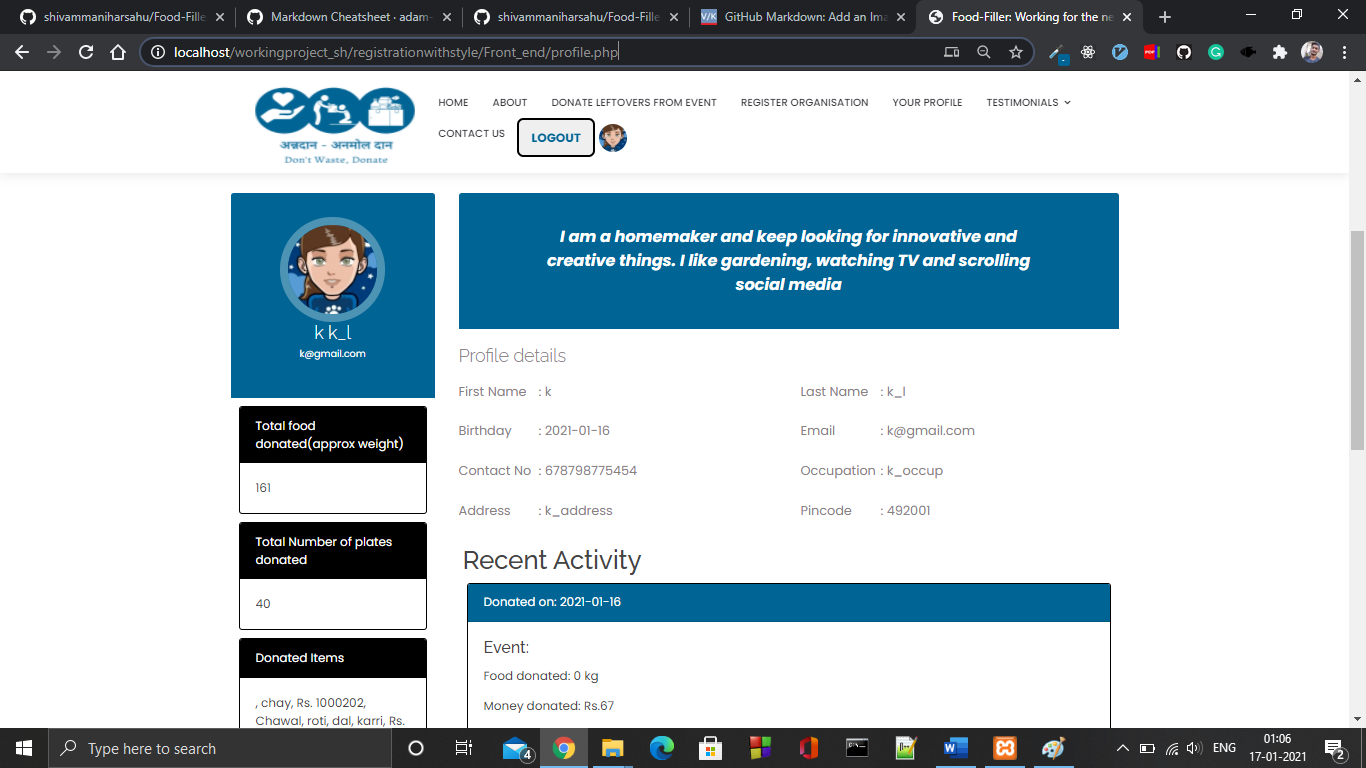 shivammaniharsahu/Food-Fille
Markdown Cheatsheet · adam-
shivammaniharsahu/Food-Fille
V/K
GitHub Markdown: Add an Ima
Food-Filler: Working for the ne
localhost/workingproject_sh/registrationwithstyle/Front_end/profile.php
HOME ABOUT DONATE LEFTOVERS FROM EVENT REGISTER ORGANISATION YOUR PROFILE TESTIMONIALS
CONTACT US LOGOUT
अन्नदान - अनमोल दान
Don't Waste, Donate
k k_l
k@gmail.com
Total food
donated(approx weight)
161
Total Number of plates
donated
40
Donated Items
, chay, Rs. 1000202,
Chawal, roti, dal, karri, Rs.
I am a homemaker and keep looking for innovative and
creative things. I like gardening, watching TV and scrolling
social media
Profile details
First Name : k Last Name : k_l
Birthday : 2021-01-16 Email : k@gmail.com
Contact No : 678798775454 Occupation : k_occup
Address : k_address Pincode : 492001
Recent Activity
Donated on: 2021-01-16
Event:
Food donated: 0 kg
Money donated: Rs.67
Type here to search
4
ENG
01:06
17-01-2021
2